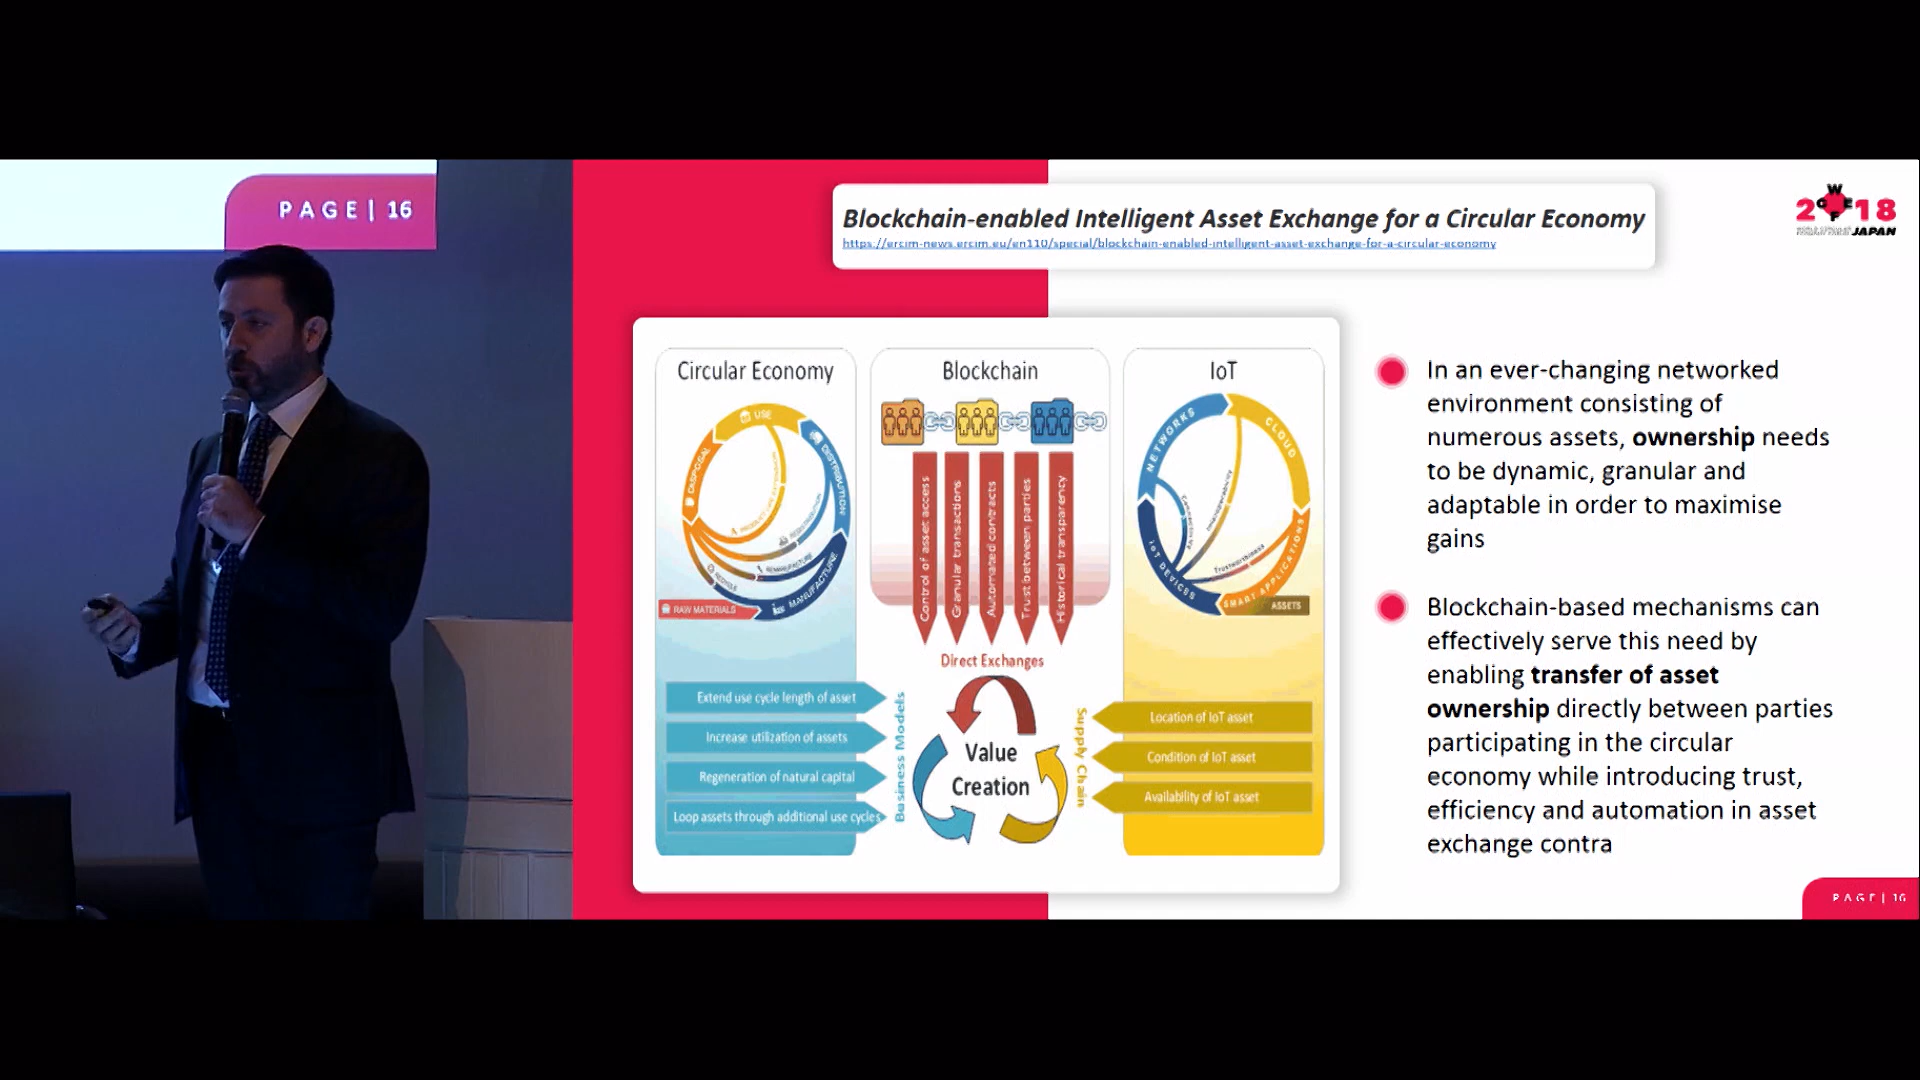 PAGE | 16
Blockchain-enabled Intelligent Asset Exchange for a Circular Economy
https://ercim-news.ercim.eu/en110/special/blockchain-enabled-intelligent-asset-exchange-for-a-circular-economy
2018
JAPAN
Circular Economy
USE
DISTRIBUTION
MANUFACTURE
RAW MATERIALS
DISPOSAL
REDISTRIBUTION
REMANUFACTURE
RECYCLE
Extend use cycle length of asset
Increase utilization of assets
Regeneration of natural capital
Loop assets through additional use cycles
Business Models
Blockchain
Control of asset access
Granular transactions
Automated contracts
Trust between parties
Historical transparency
Direct Exchanges
Value
Creation
Supply Chain
IoT
NETWORKS
CLOUD
SMART APPLICATIONS
IoT DEVICES
Interoperability
Trustworthiness
ASSETS
Location of IoT asset
Condition of IoT asset
Availability of IoT asset
In an ever-changing networked
environment consisting of
numerous assets, ownership needs
to be dynamic, granular and
adaptable in order to maximise
gains
Blockchain-based mechanisms can
effectively serve this need by
enabling transfer of asset
ownership directly between parties
participating in the circular
economy while introducing trust,
efficiency and automation in asset
exchange contra
PAGE | 16